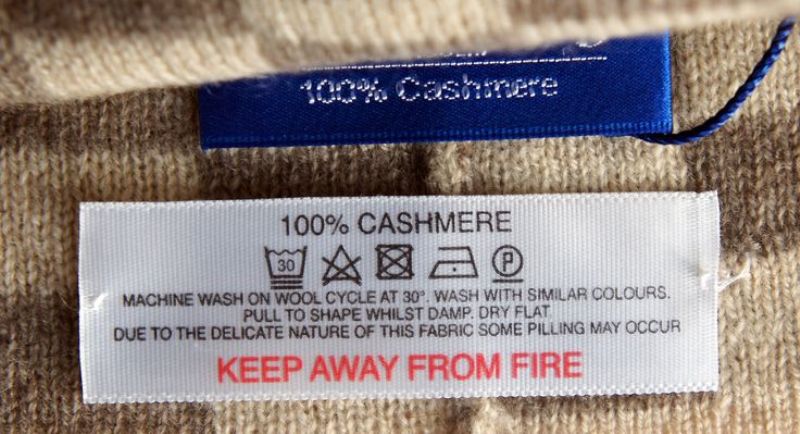 100% Cashmere
100% CASHMERE
30
P
MACHINE WASH ON WOOL CYCLE AT 30°. WASH WITH SIMILAR COLOURS.
PULL TO SHAPE WHILST DAMP. DRY FLAT
DUE TO THE DELICATE NATURE OF THIS FABRIC SOME PILLING MAY OCCUR
KEEP AWAY FROM FIRE